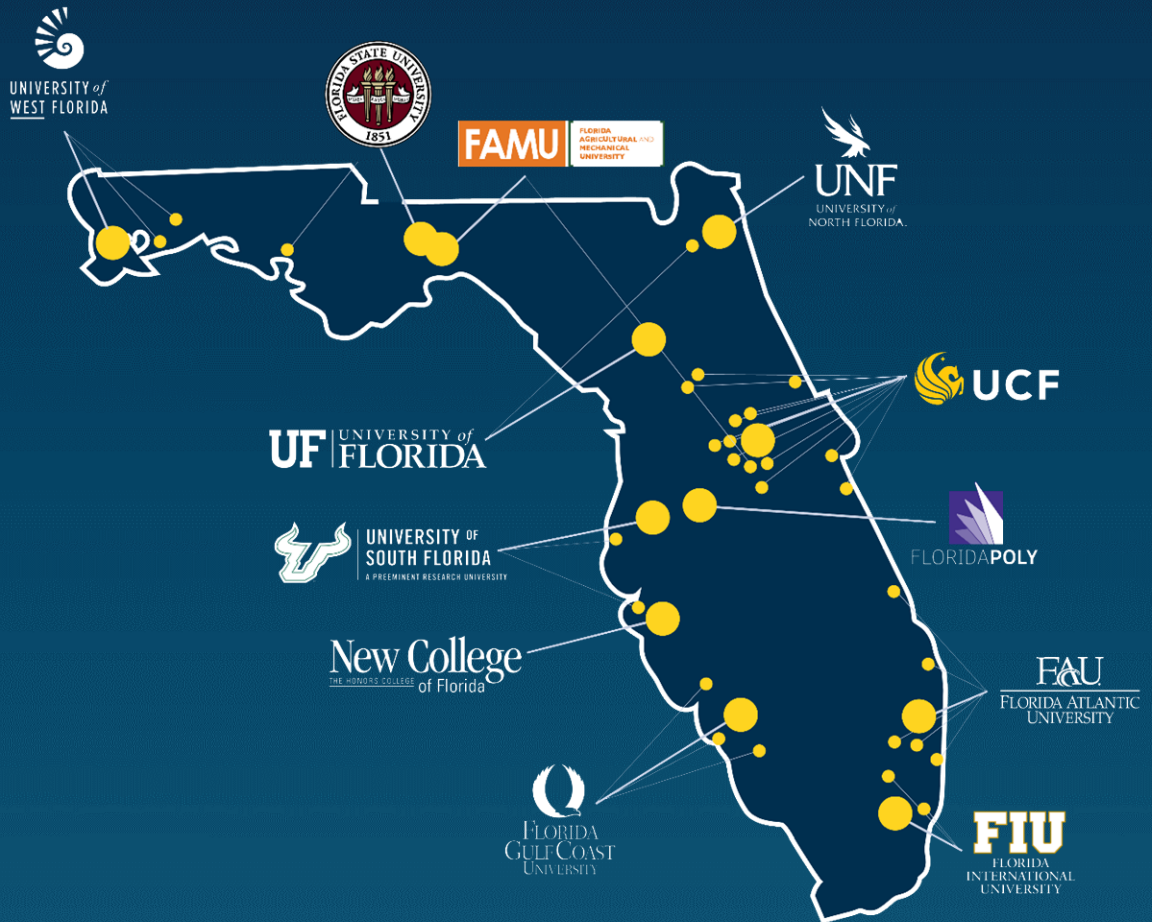 UNIVERSITY of
WEST FLORIDA
FLORIDA STATE UNIVERSITY
1851
FAMU
FLORIDA
AGRICULTURAL AND
MECHANICAL
UNIVERSITY
UNF
UNIVERSITY of
NORTH FLORIDA.
UCF
UF
UNIVERSITY of
FLORIDA
UNIVERSITY OF
SOUTH FLORIDA
A PREEMINENT RESEARCH UNIVERSITY
FLORIDAPOLY
New College
THE HONORS COLLEGE
of Florida
FAU
FLORIDA ATLANTIC
UNIVERSITY
FLORIDA
GULF COAST
UNIVERSITY
FIU
FLORIDA
INTERNATIONAL
UNIVERSITY